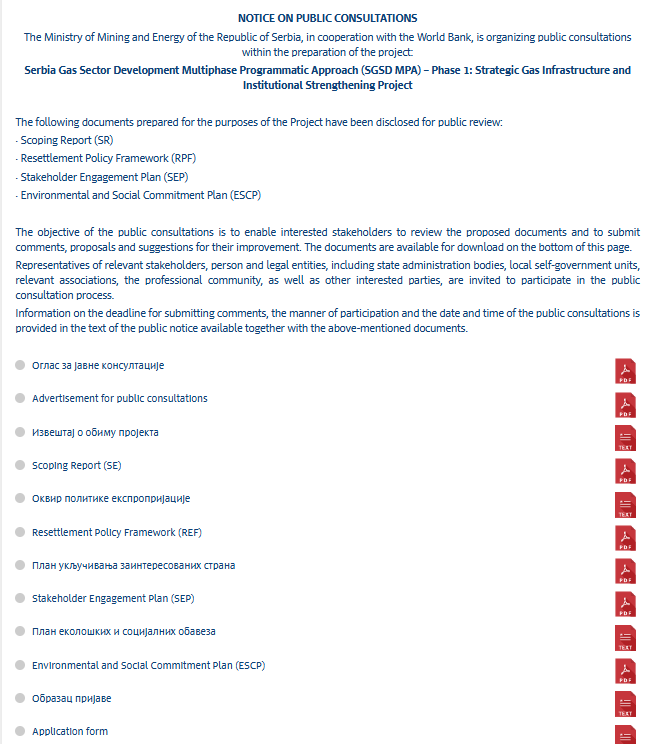 NOTICE ON PUBLIC CONSULTATIONS
The Ministry of Mining and Energy of the Republic of Serbia, in cooperation with the World Bank, is organizing public consultations
within the preparation of the project:
Serbia Gas Sector Development Multiphase Programmatic Approach (SGSD MPA) – Phase 1: Strategic Gas Infrastructure and
Institutional Strengthening Project
The following documents prepared for the purposes of the Project have been disclosed for public review:
· Scoping Report (SR)
· Resettlement Policy Framework (RPF)
· Stakeholder Engagement Plan (SEP)
· Environmental and Social Commitment Plan (ESCP)
The objective of the public consultations is to enable interested stakeholders to review the proposed documents and to submit
comments, proposals and suggestions for their improvement. The documents are available for download on the bottom of this page.
Representatives of relevant stakeholders, person and legal entities, including state administration bodies, local self-government units,
relevant associations, the professional community, as well as other interested parties, are invited to participate in the public
consultation process.
Information on the deadline for submitting comments, the manner of participation and the date and time of the public consultations is
provided in the text of the public notice available together with the above-mentioned documents.
Оглас за јавне консултације PDF
Advertisement for public consultations PDF
Извештај о обиму пројекта TEXT
Scoping Report (SE) PDF
Оквир политике експропријације TEXT
Resettlement Policy Framework (REF) PDF
План укључивања заинтересованих страна PDF
Stakeholder Engagement Plan (SEP) PDF
План еколошких и социјалних обавеза TEXT
Environmental and Social Commitment Plan (ESCP) PDF
Образац пријаве TEXT
Application form